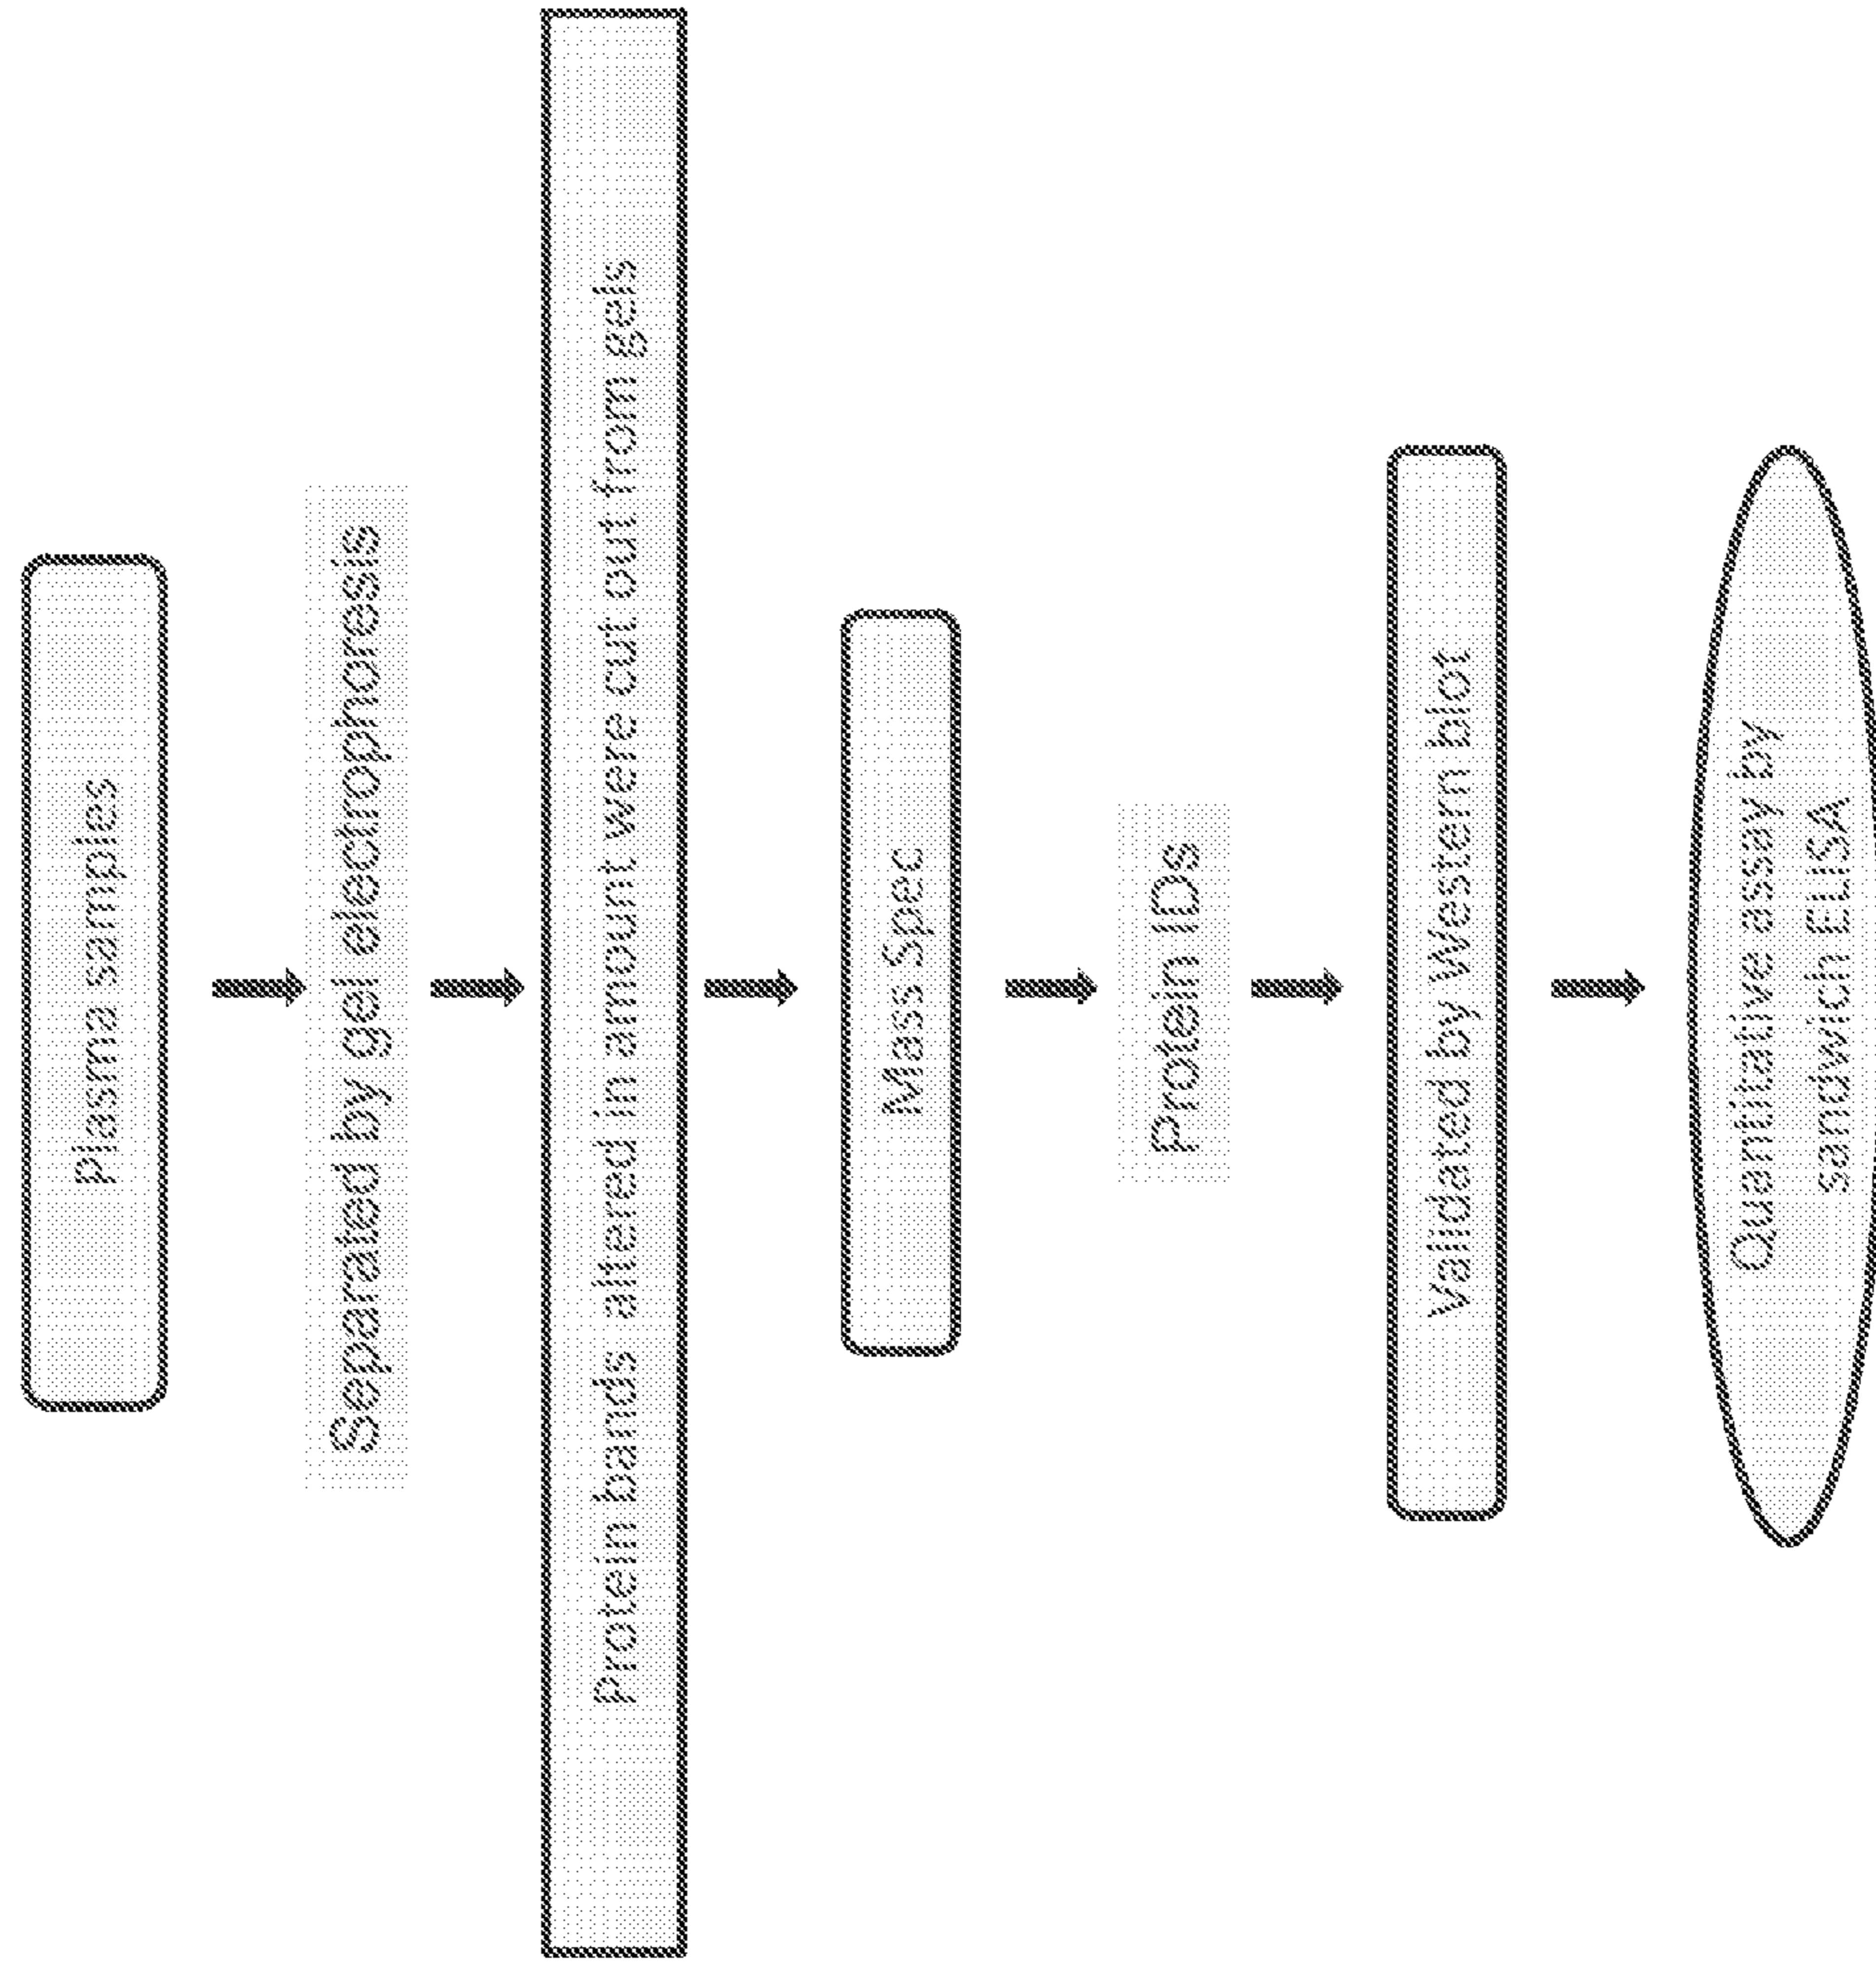 Plasma samples
Separated by gel electrophoresis
Protein bands altered in amount were cut out from gels
Mass Spec
Protein IDs
Validated by Western blot
Quantitative assay by
sandwich ELISA